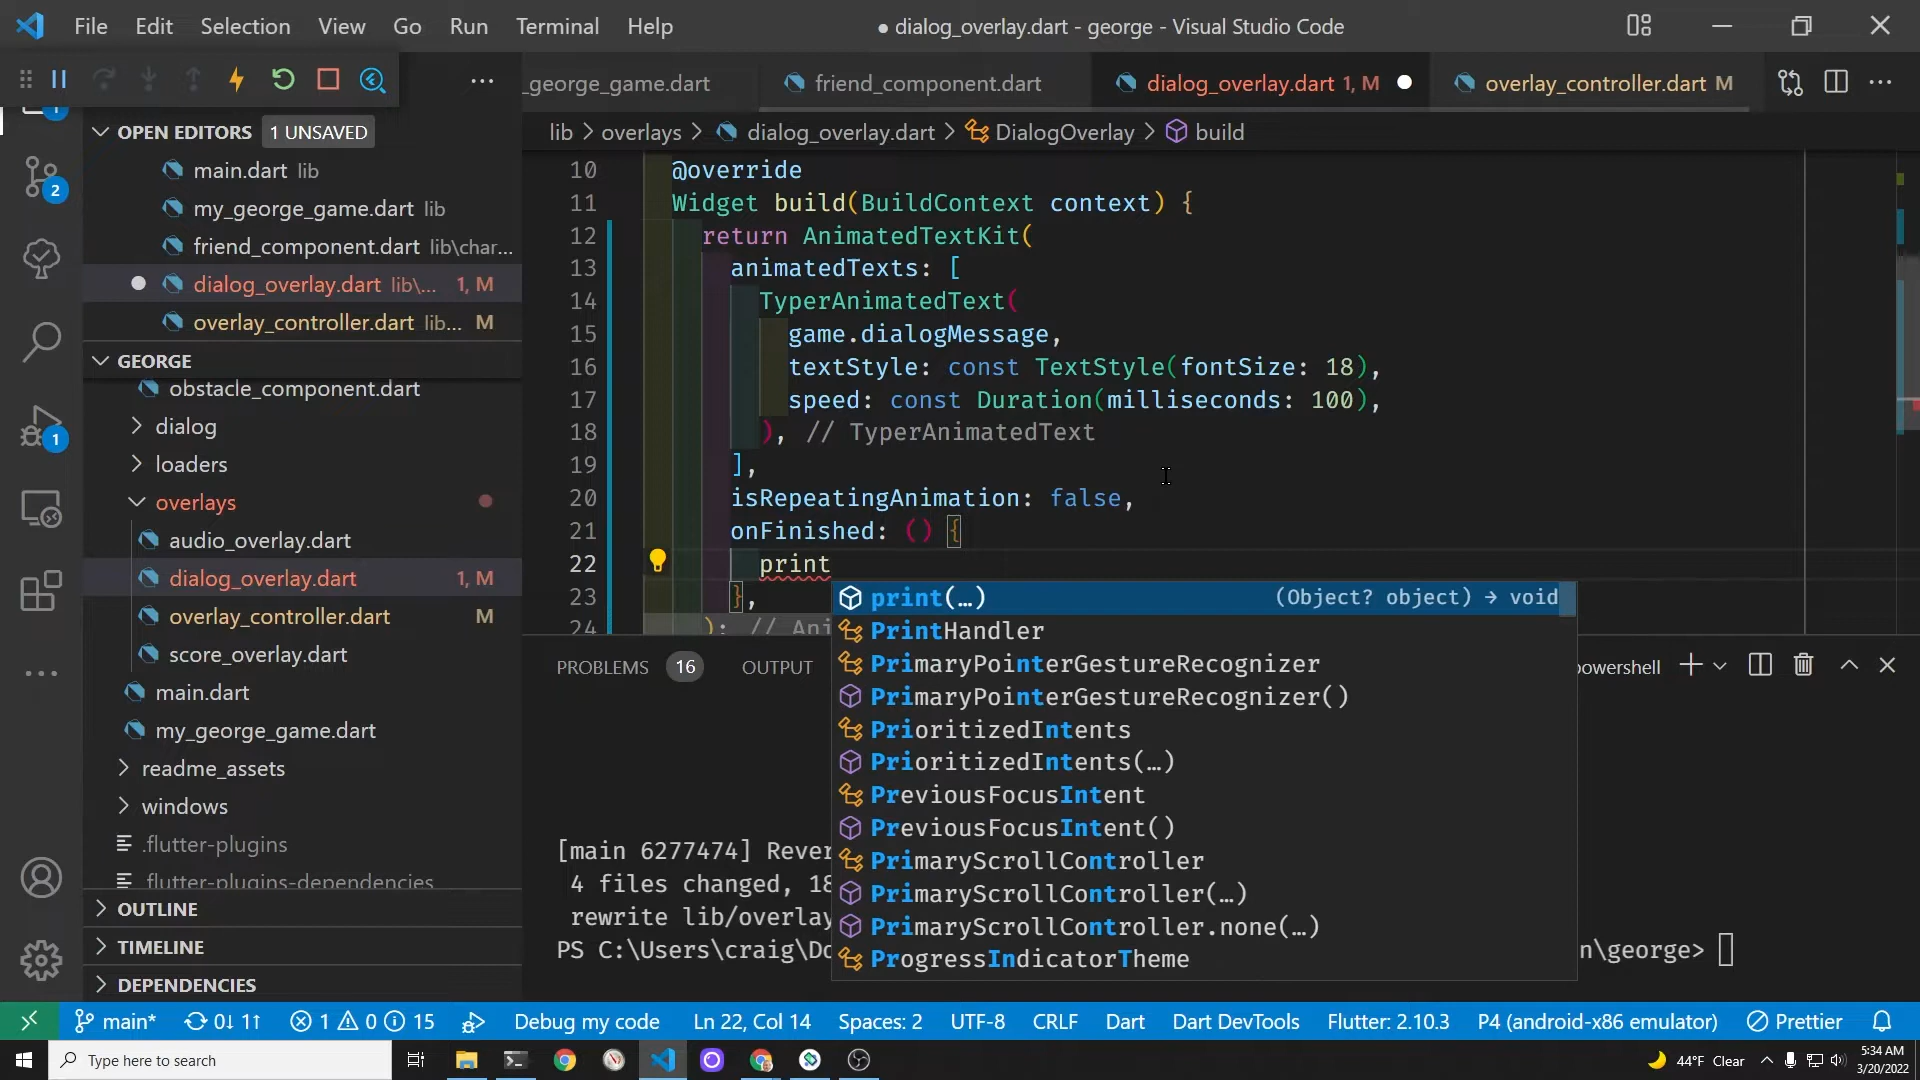 File Edit Selection View Go Run Terminal Help
● dialog_overlay.dart - george - Visual Studio Code
_george_game.dart
friend_component.dart
dialog_overlay.dart 1, M
overlay_controller.dart M
lib > overlays > dialog_overlay.dart > DialogOverlay > build
OPEN EDITORS 1 UNSAVED
main.dart lib
my_george_game.dart lib
friend_component.dart lib\char...
dialog_overlay.dart lib\... 1, M
overlay_controller.dart lib... M
GEORGE
obstacle_component.dart
dialog
loaders
overlays
audio_overlay.dart
dialog_overlay.dart 1, M
overlay_controller.dart M
score_overlay.dart
main.dart
my_george_game.dart
readme_assets
windows
.flutter-plugins
.flutter-plugins-dependencies
OUTLINE
TIMELINE
DEPENDENCIES
1
2
1
10 @override
11 Widget build(BuildContext context) {
12 return AnimatedTextKit(
13 animatedTexts: [
14 TyperAnimatedText(
15 game.dialogMessage,
16 textStyle: const TextStyle(fontSize: 18),
17 speed: const Duration(milliseconds: 100),
18 ), // TyperAnimatedText
19 ],
20 isRepeatingAnimation: false,
21 onFinished: () {
22 print
23 },
24 ); // Ani
print(…) (Object? object) → void
PrintHandler
PrimaryPointerGestureRecognizer
PrimaryPointerGestureRecognizer()
PrioritizedIntents
PrioritizedIntents(…)
PreviousFocusIntent
PreviousFocusIntent()
PrimaryScrollController
PrimaryScrollController(…)
PrimaryScrollController.none(…)
ProgressIndicatorTheme
PROBLEMS 16 OUTPUT
powershell
[main 6277474] Rever
4 files changed, 18
rewrite lib/overlay
PS C:\Users\craig\Do
n\george>
main* 0↓ 1↑ 1 0 15 Debug my code Ln 22, Col 14 Spaces: 2 UTF-8 CRLF Dart Dart DevTools Flutter: 2.10.3 P4 (android-x86 emulator) Prettier
Type here to search
44°F Clear
5:34 AM
3/20/2022